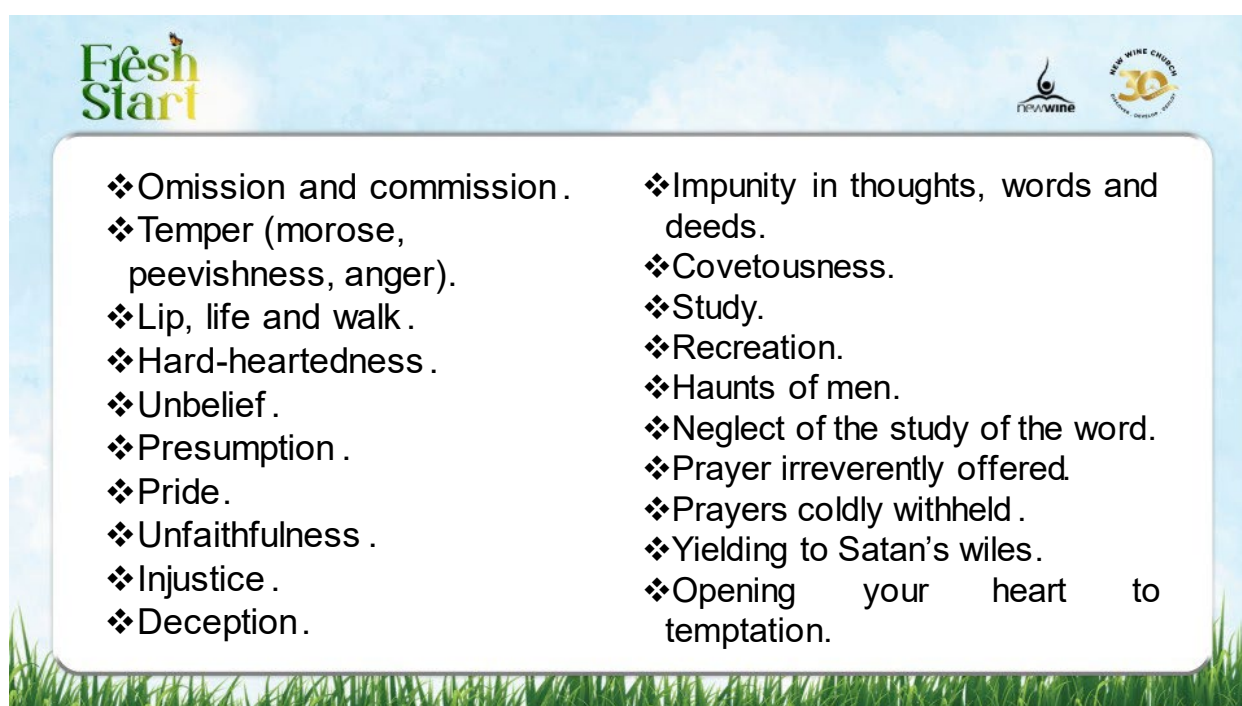 Fresh
Start
newwine
NEW WINE CHURCH
30
DISCOVER . DEVELOP . DEPLOY
❖Omission and commission.
❖Temper (morose,
peevishness, anger).
❖Lip, life and walk.
❖Hard-heartedness.
❖Unbelief.
❖Presumption.
❖Pride.
❖Unfaithfulness.
❖Injustice.
❖Deception.
❖Impunity in thoughts, words and
deeds.
❖Covetousness.
❖Study.
❖Recreation.
❖Haunts of men.
❖Neglect of the study of the word.
❖Prayer irreverently offered.
❖Prayers coldly withheld.
❖Yielding to Satan’s wiles.
❖Opening your heart to
temptation.